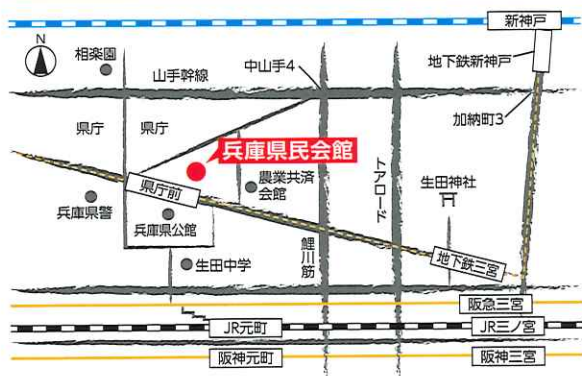 新神戸
相楽園
中山手4
地下鉄新神戸
山手幹線
加納町3
県庁
県庁
兵庫県民会館
トアロード
生田神社
県庁前
農業共済
会館
兵庫県警
兵庫県公館
鯉川筋
地下鉄三宮
生田中学
阪急三宮
JR元町
JR三ノ宮
阪神元町
阪神三宮